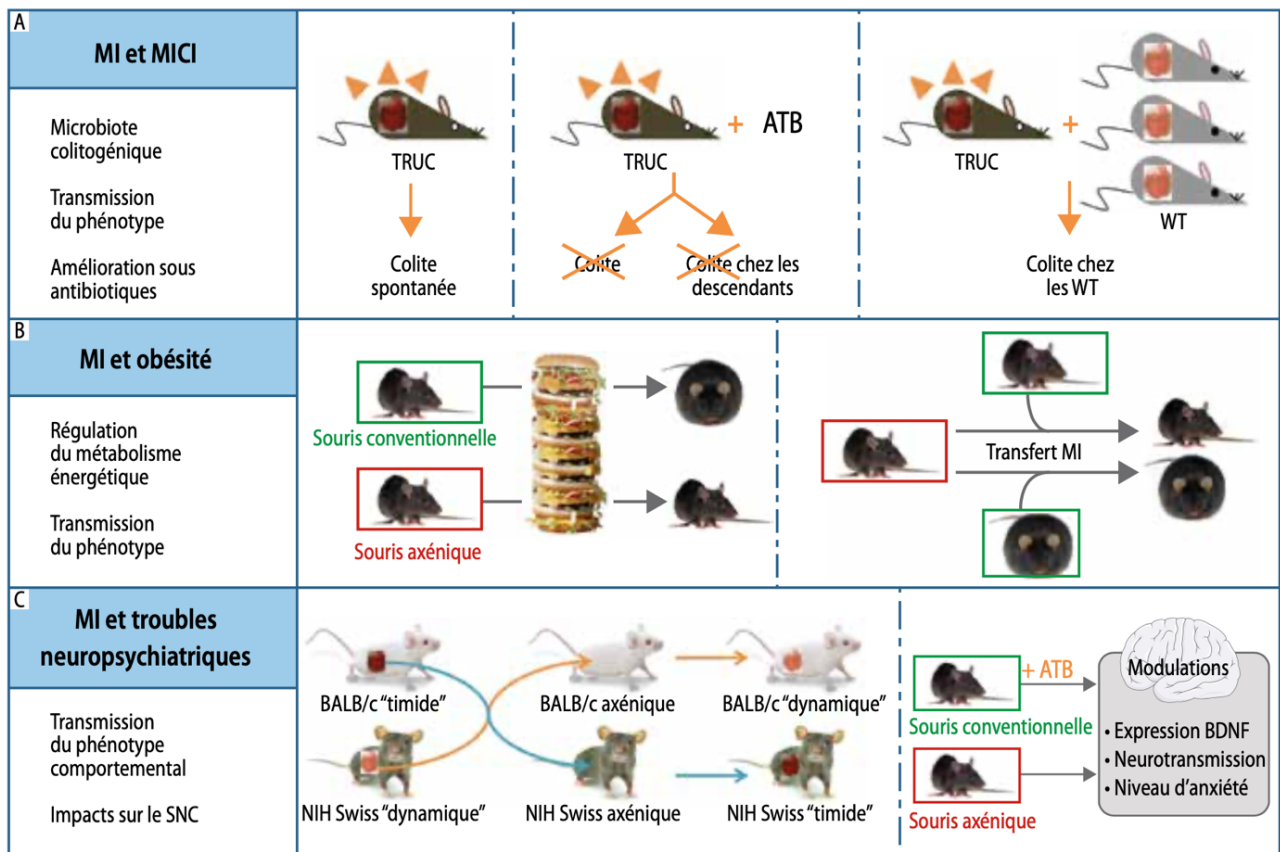 A
MI et MICI
Microbiote
colitogénique
Transmission
du phénotype
Amélioration sous
antibiotiques
TRUC
Colite
spontanée
+ ATB
TRUC
Colite
Colite chez les
descendants
TRUC
+
WT
Colite chez
les WT
B
MI et obésité
Régulation
du métabolisme
énergétique
Transmission
du phénotype
Souris conventionnelle
Souris axénique
Transfert MI
C
MI et troubles
neuropsychiatriques
Transmission
du phénotype
comportemental
Impacts sur le SNC
BALB/c “timide”
BALB/c axénique
BALB/c “dynamique”
NIH Swiss “dynamique”
NIH Swiss axénique
NIH Swiss “timide”
+ ATB
Souris conventionnelle
Souris axénique
Modulations
• Expression BDNF
• Neurotransmission
• Niveau d’anxiété